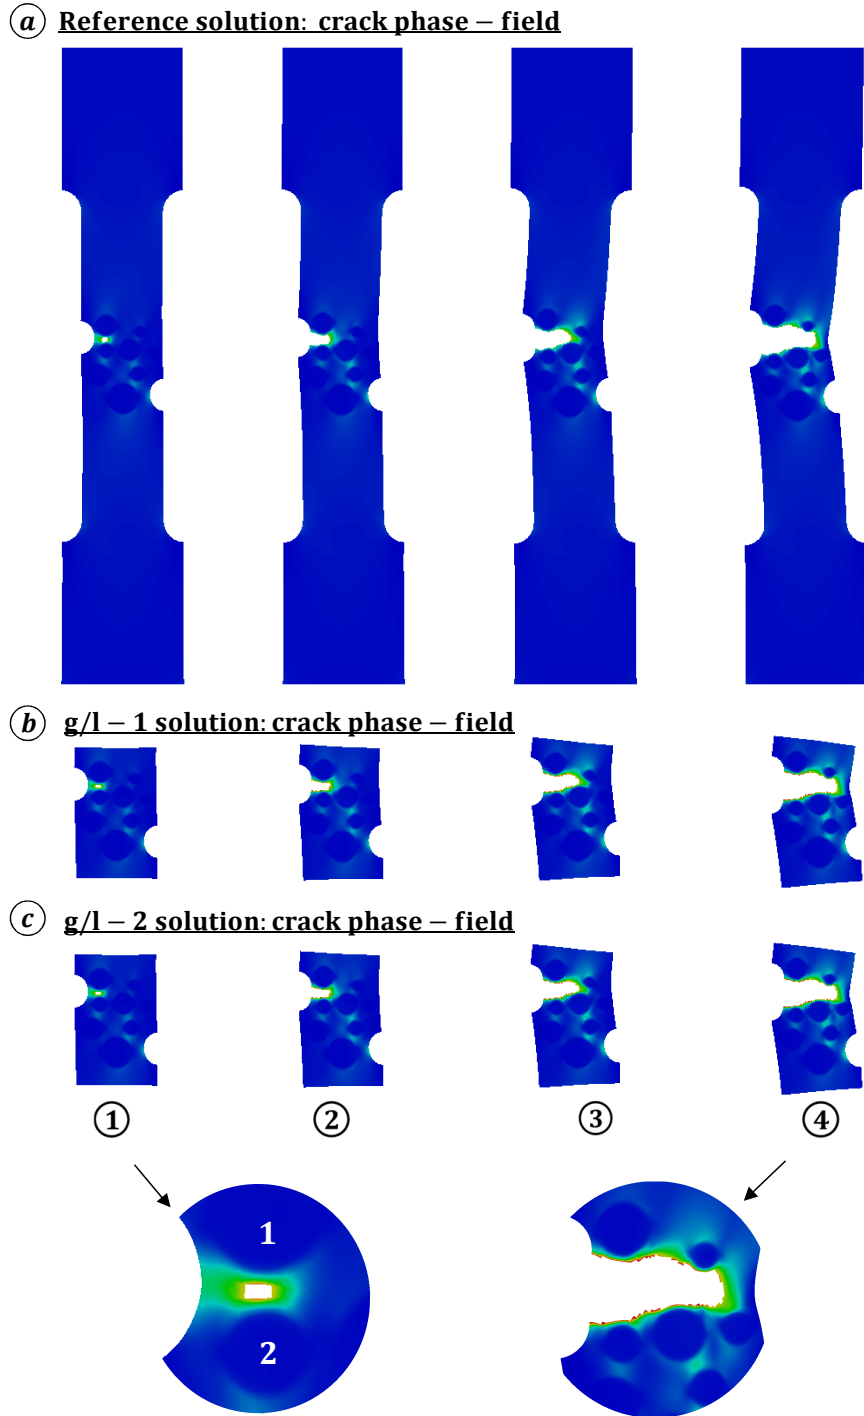 a Reference solution: crack phase – field
b g/l – 1 solution: crack phase – field
c g/l – 2 solution: crack phase – field
1 2 3 4
1
2